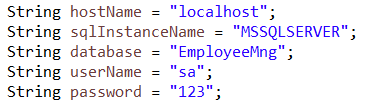 String hostName = "localhost";
String sqlInstanceName = "MSSQLSERVER";
String database = "EmployeeMng";
String userName = "sa";
String password = "123";